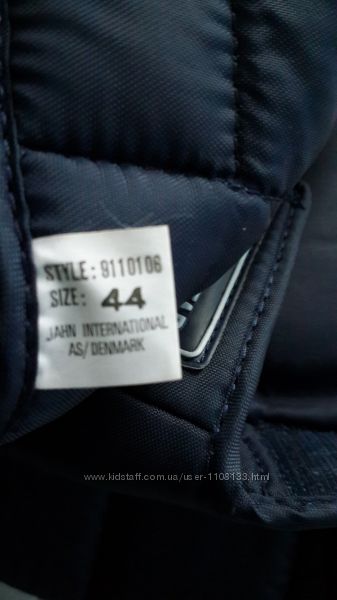 STYLE: 9110106
SIZE: 44
JAHN INTERNATIONAL
AS/DENMARK
www.kidstaff.com.ua/user-1108133.html